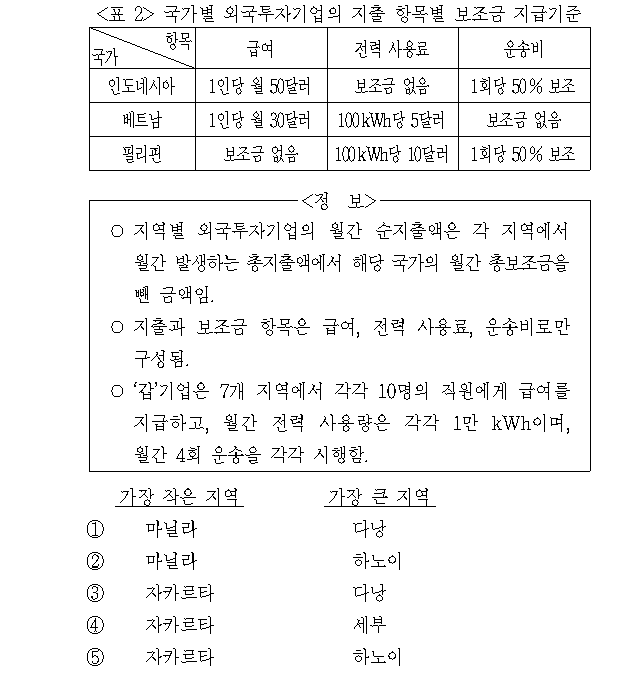 <표 2> 국가별 외국투자기업의 지출 항목별 보조금 지급기준
항목 국가 급여 전력 사용료 운송비
인도네시아 1인당 월 50달러 보조금 없음 1회당 50% 보조
베트남 1인당 월 30달러 100kWh당 5달러 보조금 없음
필리핀 보조금 없음 100kWh당 10달러 1회당 50% 보조
<정 보>
○ 지역별 외국투자기업의 월간 순지출액은 각 지역에서
월간 발생하는 총지출액에서 해당 국가의 월간 총보조금을
뺀 금액임.
○ 지출과 보조금 항목은 급여, 전력 사용료, 운송비로만
구성됨.
○ ‘갑’기업은 7개 지역에서 각각 10명의 직원에게 급여를
지급하고, 월간 전력 사용량은 각각 1만 kWh이며,
월간 4회 운송을 각각 시행함.
가장 작은 지역 가장 큰 지역
① 마닐라 다낭
② 마닐라 하노이
③ 자카르타 다낭
④ 자카르타 세부
⑤ 자카르타 하노이